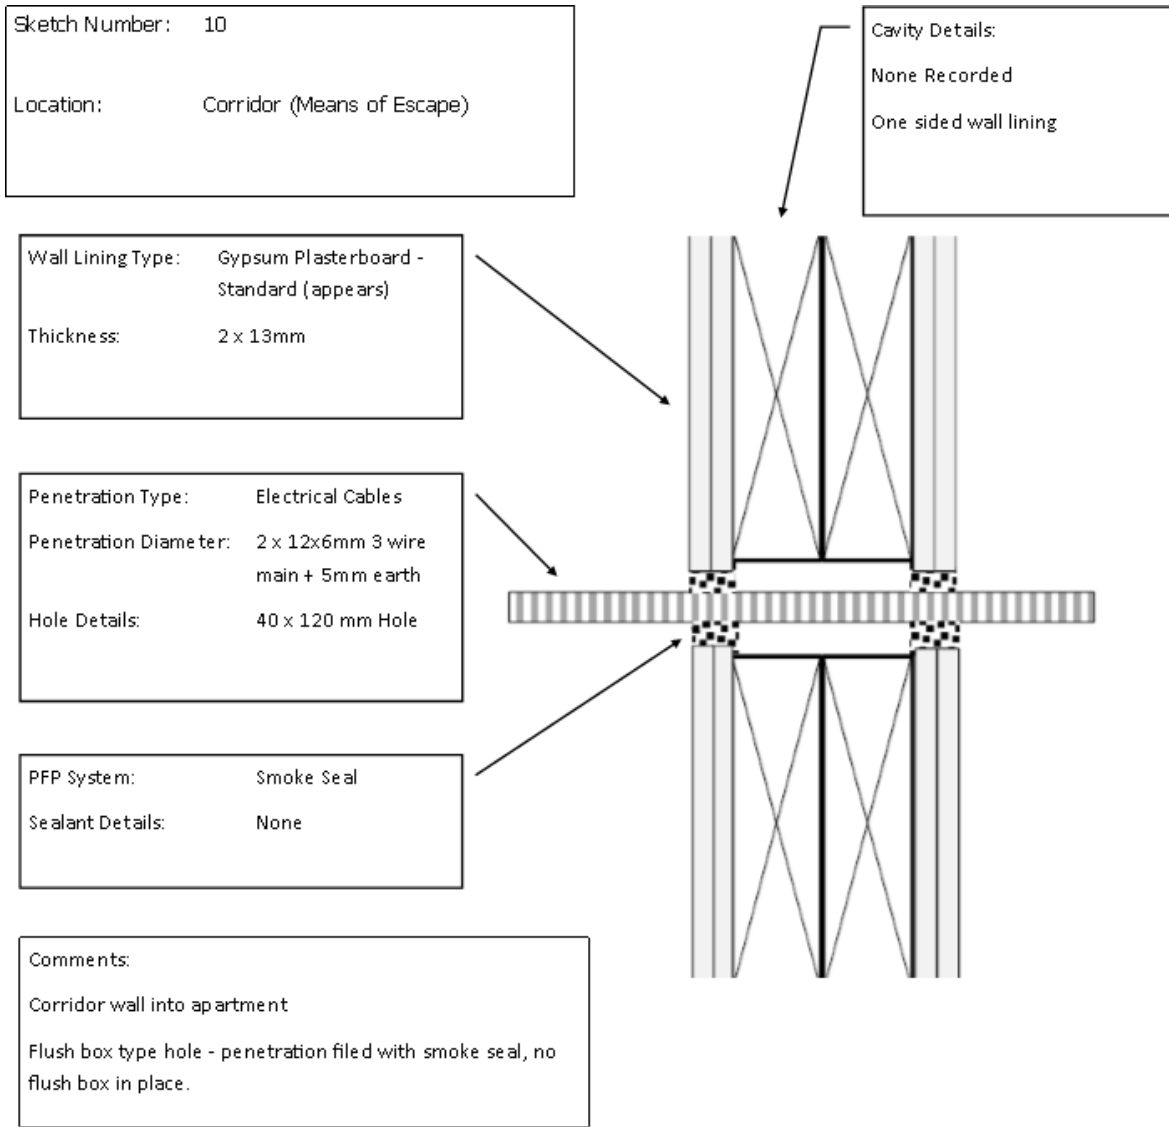 Sketch Number: 10
Location: Corridor (Means of Escape)
Cavity Details:
None Recorded
One sided wall lining
Wall Lining Type: Gypsum Plasterboard -
Standard (appears)
Thickness: 2 x 13mm
Penetration Type: Electrical Cables
Penetration Diameter: 2 x 12x6mm 3 wire
main + 5mm earth
Hole Details: 40 x 120 mm Hole
PFP System: Smoke Seal
Sealant Details: None
Comments:
Corridor wall into apartment
Flush box type hole - penetration filed with smoke seal, no
flush box in place.